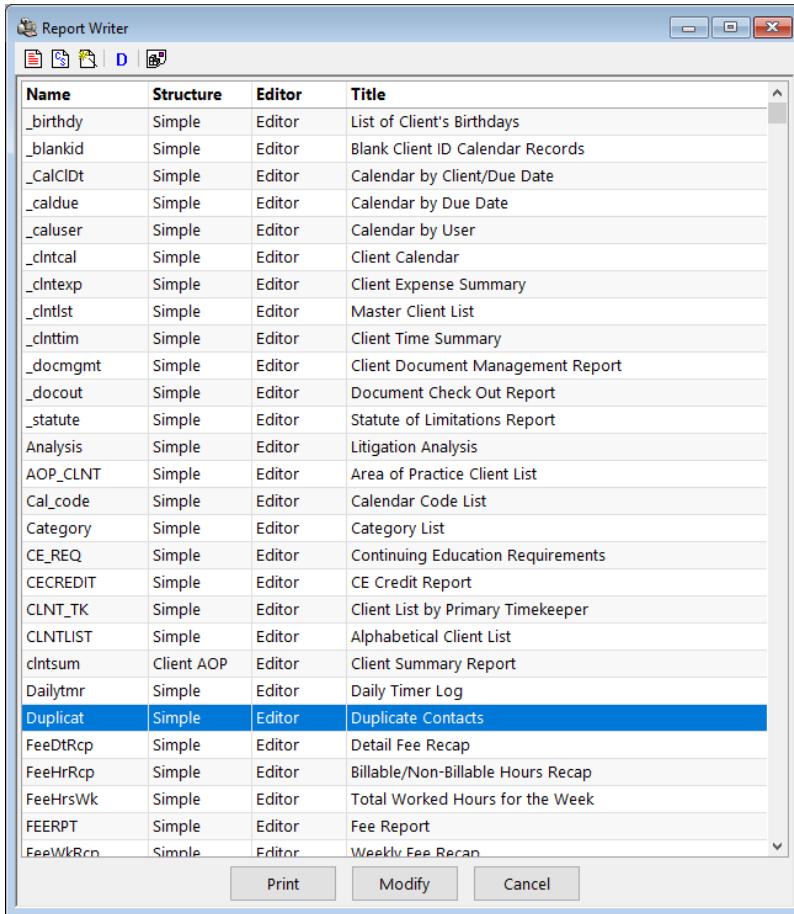 Report Writer
D
Name Structure Editor Title
_birthdy Simple Editor List of Client's Birthdays
_blankid Simple Editor Blank Client ID Calendar Records
_CalClDt Simple Editor Calendar by Client/Due Date
_caldue Simple Editor Calendar by Due Date
_caluser Simple Editor Calendar by User
_clntcal Simple Editor Client Calendar
_clntexp Simple Editor Client Expense Summary
_clntlst Simple Editor Master Client List
_clnttim Simple Editor Client Time Summary
_docmgmt Simple Editor Client Document Management Report
_docout Simple Editor Document Check Out Report
_statute Simple Editor Statute of Limitations Report
Analysis Simple Editor Litigation Analysis
AOP_CLNT Simple Editor Area of Practice Client List
Cal_code Simple Editor Calendar Code List
Category Simple Editor Category List
CE_REQ Simple Editor Continuing Education Requirements
CECREDIT Simple Editor CE Credit Report
CLNT_TK Simple Editor Client List by Primary Timekeeper
CLNTLIST Simple Editor Alphabetical Client List
clntsum Client AOP Editor Client Summary Report
Dailytmr Simple Editor Daily Timer Log
Duplicat Simple Editor Duplicate Contacts
FeeDtRcp Simple Editor Detail Fee Recap
FeeHrRcp Simple Editor Billable/Non-Billable Hours Recap
FeeHrsWk Simple Editor Total Worked Hours for the Week
FEERPT Simple Editor Fee Report
FeeWkRcp Simple Editor Weekly Fee Recap
Print Modify Cancel